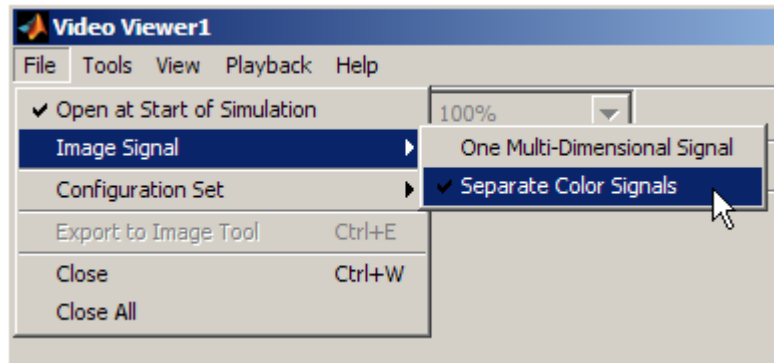 Video Viewer1
File Tools View Playback Help
Open at Start of Simulation
100%
Image Signal
One Multi-Dimensional Signal
Separate Color Signals
Configuration Set
Export to Image Tool Ctrl+E
Close Ctrl+W
Close All